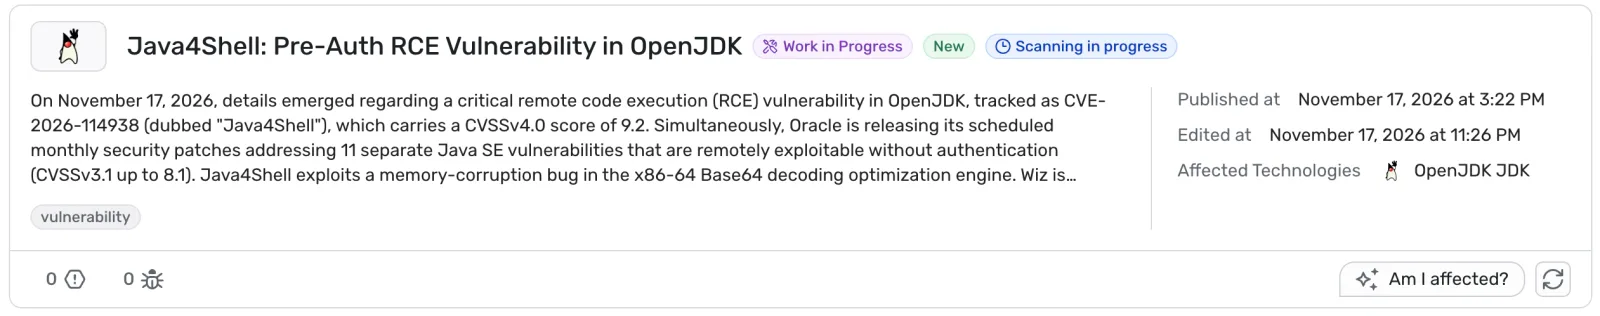 Java4Shell: Pre-Auth RCE Vulnerability in OpenJDK Work in Progress New Scanning in progress
On November 17, 2026, details emerged regarding a critical remote code execution (RCE) vulnerability in OpenJDK, tracked as CVE-
2026-114938 (dubbed "Java4Shell"), which carries a CVSSv4.0 score of 9.2. Simultaneously, Oracle is releasing its scheduled
monthly security patches addressing 11 separate Java SE vulnerabilities that are remotely exploitable without authentication
(CVSSv3.1 up to 8.1). Java4Shell exploits a memory-corruption bug in the x86-64 Base64 decoding optimization engine. Wiz is…
vulnerability
Published at November 17, 2026 at 3:22 PM
Edited at November 17, 2026 at 11:26 PM
Affected Technologies OpenJDK JDK
0 0 Am I affected?